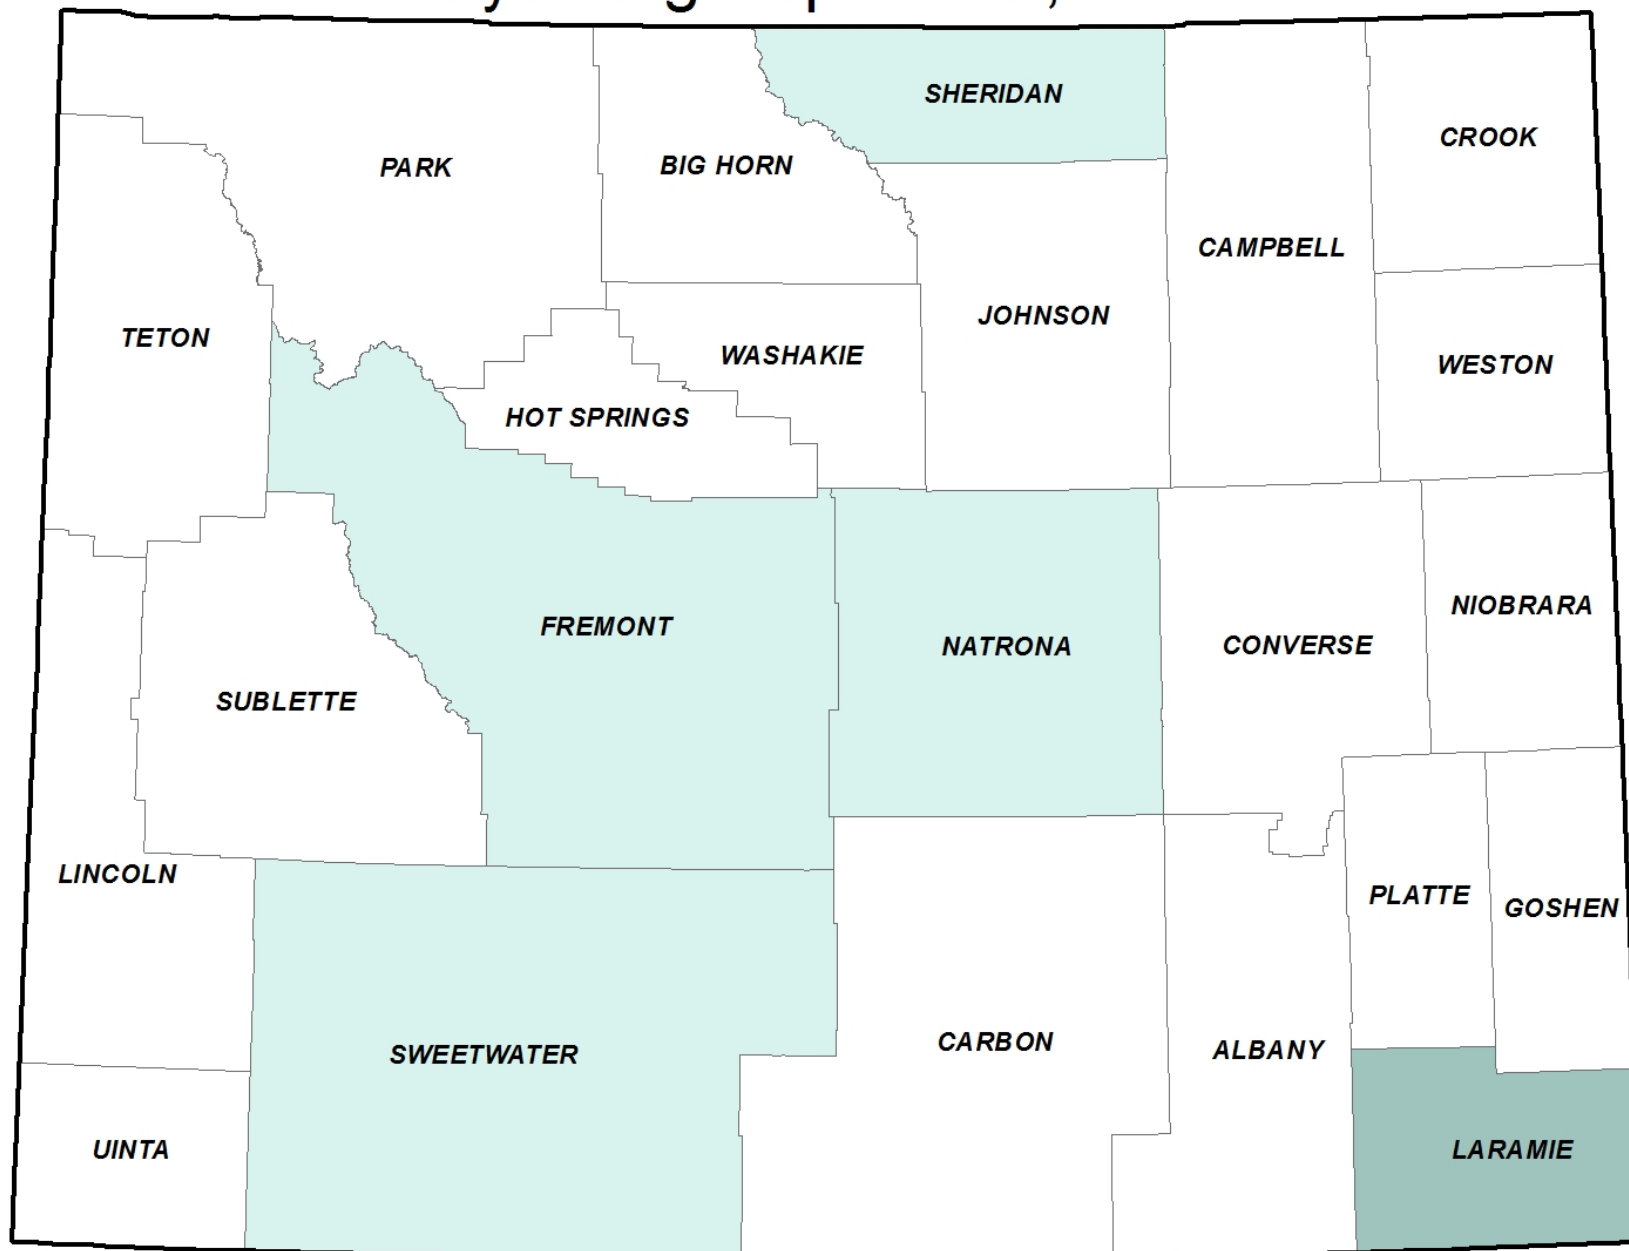 SHERIDAN
CROOK
PARK
BIG HORN
CAMPBELL
JOHNSON
TETON
WASHAKIE
WESTON
HOT SPRINGS
NIOBRARA
FREMONT
NATRONA
CONVERSE
SUBLETTE
LINCOLN
PLATTE
GOSHEN
SWEETWATER
CARBON
ALBANY
UINTA
LARAMIE